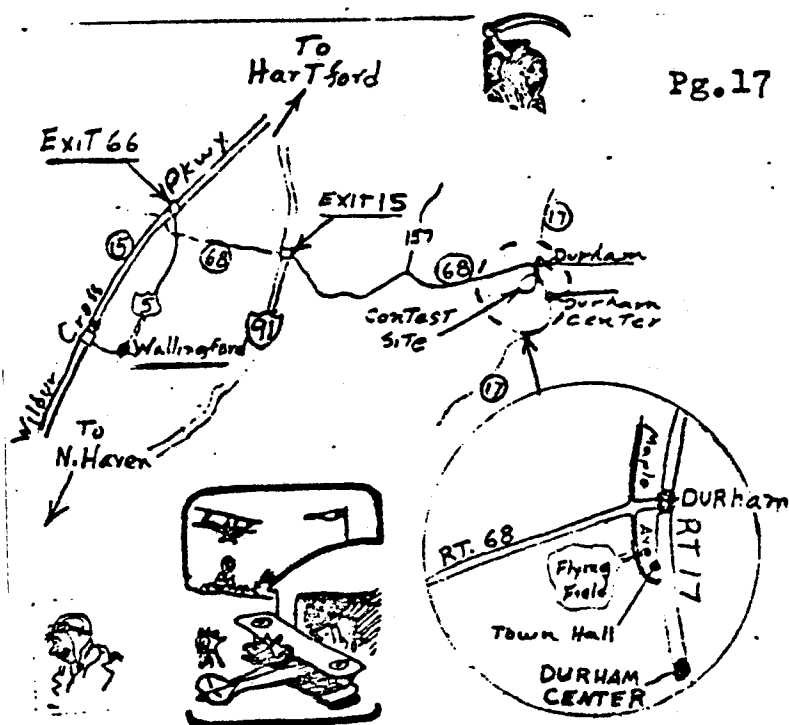 Pg.17
To
Hartford
Exit 66
Pkwy
Exit 15
15
68
157
68
17
Durham
5
Cross
91
Contest
Site
Durham
Center
Wallingford
Wilbur
17
To
N. Haven
Maple
Durham
RT. 68
Ave
RT 17
Flying
Field
Town Hall
Durham
Center